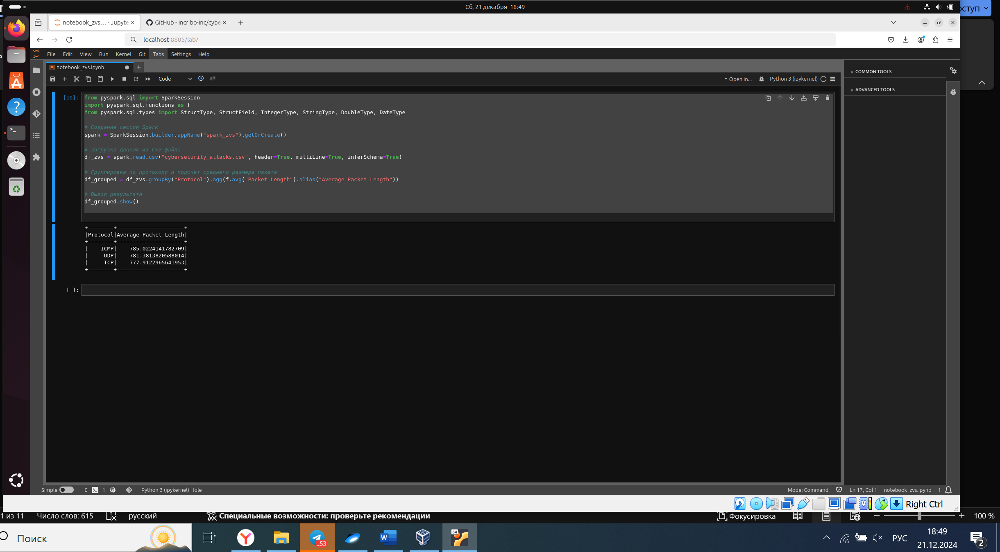 Сб, 21 декабря 18:49
оступ
notebook_zvs… - Jupyte
GitHub - incribo-inc/cybe
localhost:8805/lab?
File Edit View Run Kernel Git Tabs Settings Help
notebook_zvs.ipynb
Code
git
Open in...
Python 3 (ipykernel)
COMMON TOOLS
ADVANCED TOOLS
[10]:
from pyspark.sql import SparkSession
import pyspark.sql.functions as f
from pyspark.sql.types import StructType, StructField, IntegerType, StringType, DoubleType, DateType
# Создание сессии Spark
spark = SparkSession.builder.appName("spark_zvs").getOrCreate()
# Загрузка данных из CSV файла
df_zvs = spark.read.csv("cybersecurity_attacks.csv", header=True, multiLine=True, inferSchema=True)
# Группировка по протоколу и подсчет среднего размера пакета
df_grouped = df_zvs.groupBy("Protocol").agg(f.avg("Packet Length").alias("Average Packet Length"))
# Вывод результата
df_grouped.show()
+--------+---------------------+
|Protocol|Average Packet Length|
+--------+---------------------+
|    ICMP|    785.0224141782709|
|     UDP|    781.3813820588014|
|     TCP|    777.9122965641953|
+--------+---------------------+
[ ]:
Simple 0 1 Python 3 (ipykernel) | Idle
Mode: Command Ln 17, Col 1 notebook_zvs.ipynb 1
Right Ctrl
1 из 11 Число слов: 615 русский Специальные возможности: проверьте рекомендации Фокусировка 100 %
Поиск
..53
64
РУС
18:49
21.12.2024
2